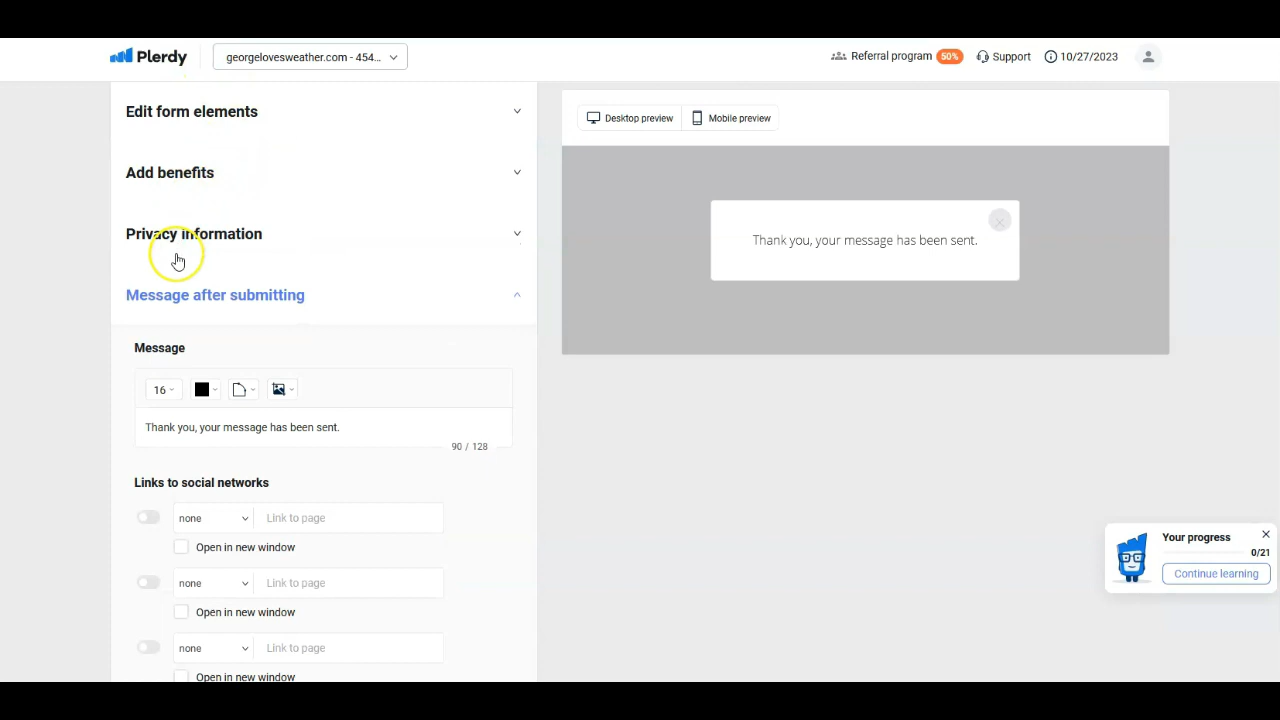 Plerdy
georgelovesweather.com - 454...
Referral program 50%
Support
10/27/2023
Edit form elements
Add benefits
Privacy information
Message after submitting
Message
16
Thank you, your message has been sent.
90 / 128
Links to social networks
none
Link to page
Open in new window
none
Link to page
Open in new window
none
Link to page
Open in new window
Desktop preview
Mobile preview
Thank you, your message has been sent.
Your progress
0/21
Continue learning